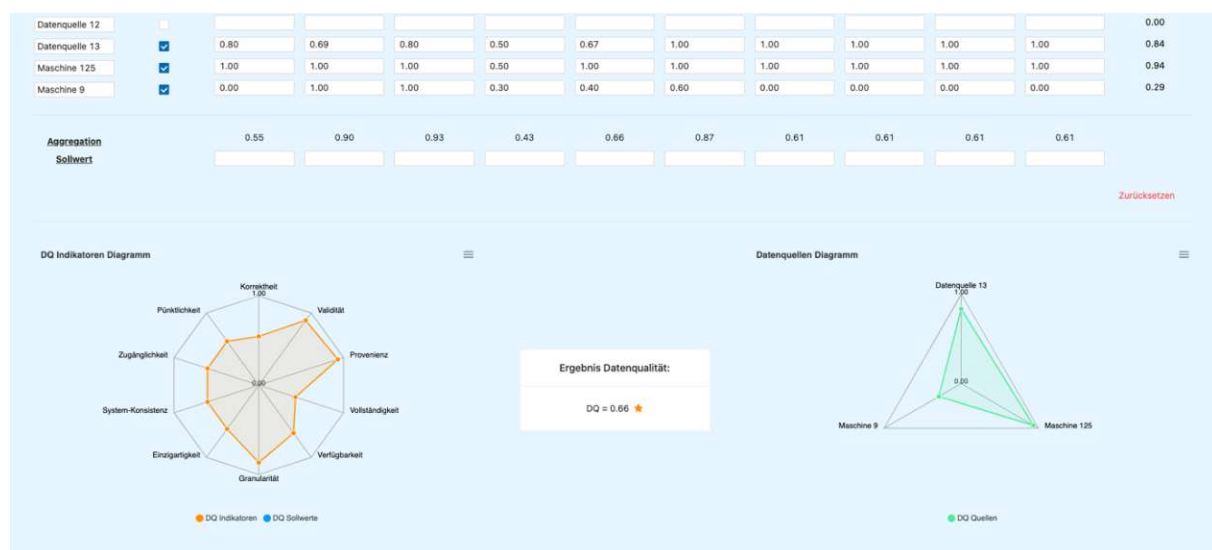 Datenquelle 12 0.00
Datenquelle 13 0.80 0.69 0.80 0.50 0.67 1.00 1.00 1.00 1.00 1.00 0.84
Maschine 125 1.00 1.00 1.00 0.50 1.00 1.00 1.00 1.00 1.00 1.00 0.94
Maschine 9 0.00 1.00 1.00 0.30 0.40 0.60 0.00 0.00 0.00 0.00 0.29
Aggregation 0.55 0.90 0.93 0.43 0.66 0.87 0.61 0.61 0.61 0.61
Sollwert
Zurücksetzen
DQ Indikatoren Diagramm
Korrektheit
1.00
Validität
Provenienz
Vollständigkeit
Verfügbarkeit
Granularität
Einzigartigkeit
System-Konsistenz
Zugänglichkeit
Pünktlichkeit
0.00
DQ Indikatoren DQ Sollwerte
Ergebnis Datenqualität:
DQ = 0.66
Datenquellen Diagramm
Datenquelle 13
1.00
0.00
Maschine 9
Maschine 125
DQ Quellen